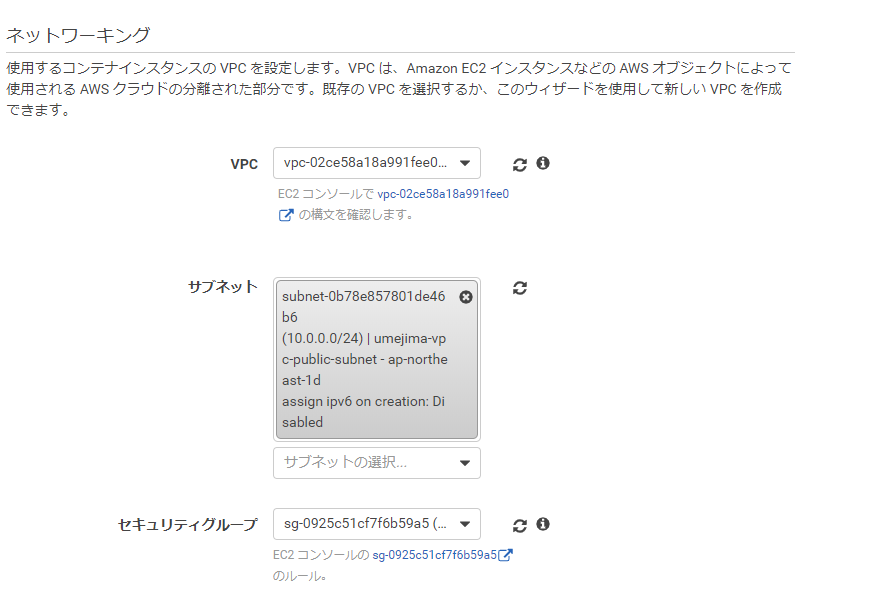 ネットワーキング
使用するコンテナインスタンスの VPC を設定します。VPC は、Amazon EC2 インスタンスなどの AWS オブジェクトによって
使用される AWS クラウドの分離された部分です。既存の VPC を選択するか、このウィザードを使用して新しい VPC を作成
できます。
VPC
vpc-02ce58a18a991fee0...
EC2 コンソールで vpc-02ce58a18a991fee0
の構文を確認します。
サブネット
subnet-0b78e857801de46
b6
(10.0.0.0/24) | umejima-vp
c-public-subnet - ap-northe
ast-1d
assign ipv6 on creation: Di
sabled
サブネットの選択...
セキュリティグループ
sg-0925c51cf7f6b59a5 (...
EC2 コンソールの sg-0925c51cf7f6b59a5
のルール。